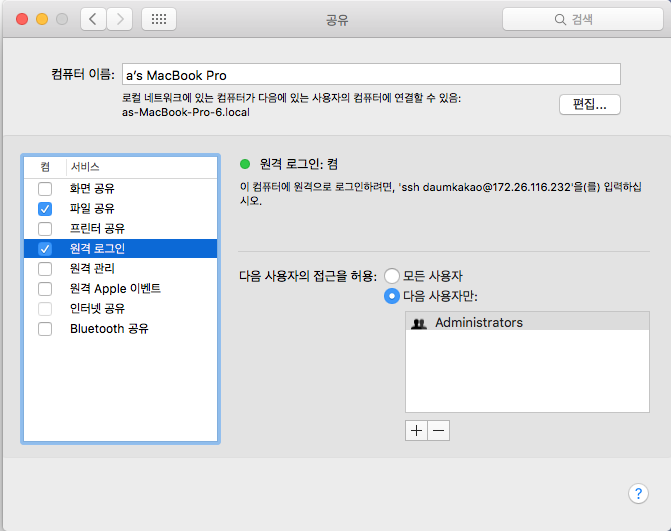 공유
검색
컴퓨터 이름: a's MacBook Pro
로컬 네트워크에 있는 컴퓨터가 다음에 있는 사용자의 컴퓨터에 연결할 수 있음:
as-MacBook-Pro-6.local
편집...
켬 서비스
화면 공유
파일 공유
프린터 공유
원격 로그인
원격 관리
원격 Apple 이벤트
인터넷 공유
Bluetooth 공유
원격 로그인: 켬
이 컴퓨터에 원격으로 로그인하려면, 'ssh daumkakao@172.26.116.232'을(를) 입력하십
시오.
다음 사용자의 접근을 허용: 모든 사용자
다음 사용자만:
Administrators
+ −
?